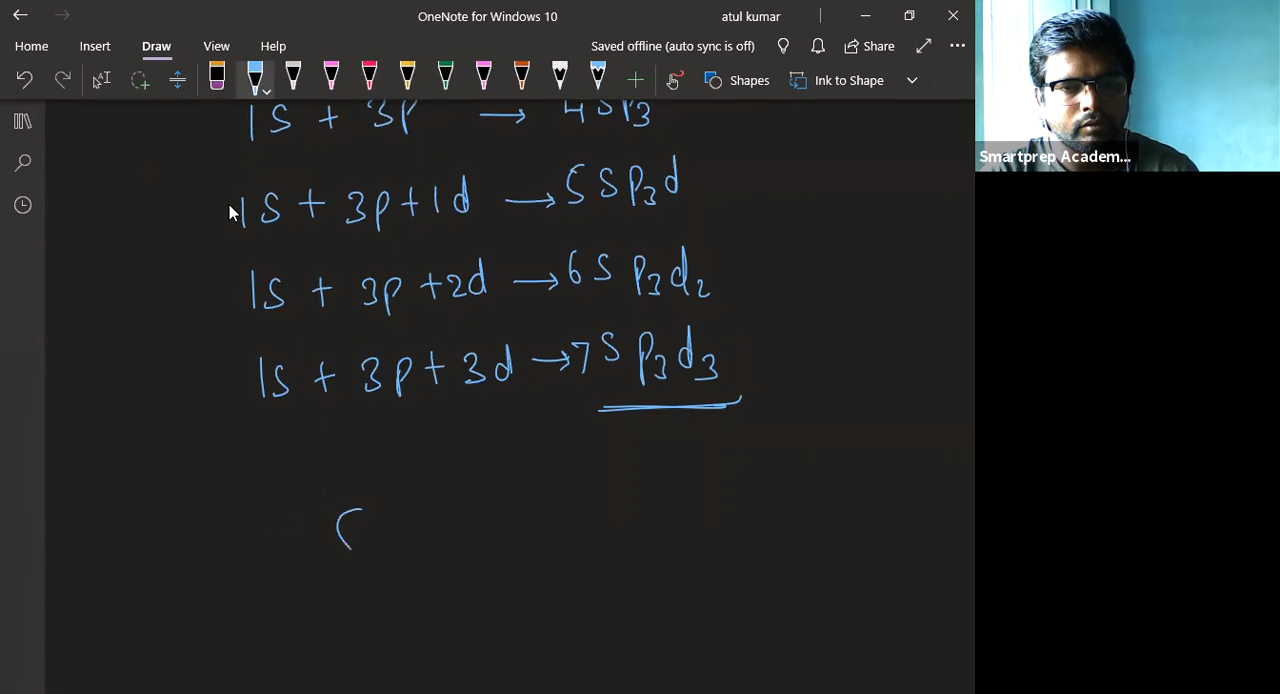 OneNote for Windows 10
atul kumar
Home Insert Draw View Help
Saved offline (auto sync is off)
Share
Shapes
Ink to Shape
Smartprep Academ...
1s + 3p → 4 sp3
1s + 3p + 1d → 5 sp3d
1s + 3p + 2d → 6 sp3d2
1s + 3p + 3d → 7 sp3d3